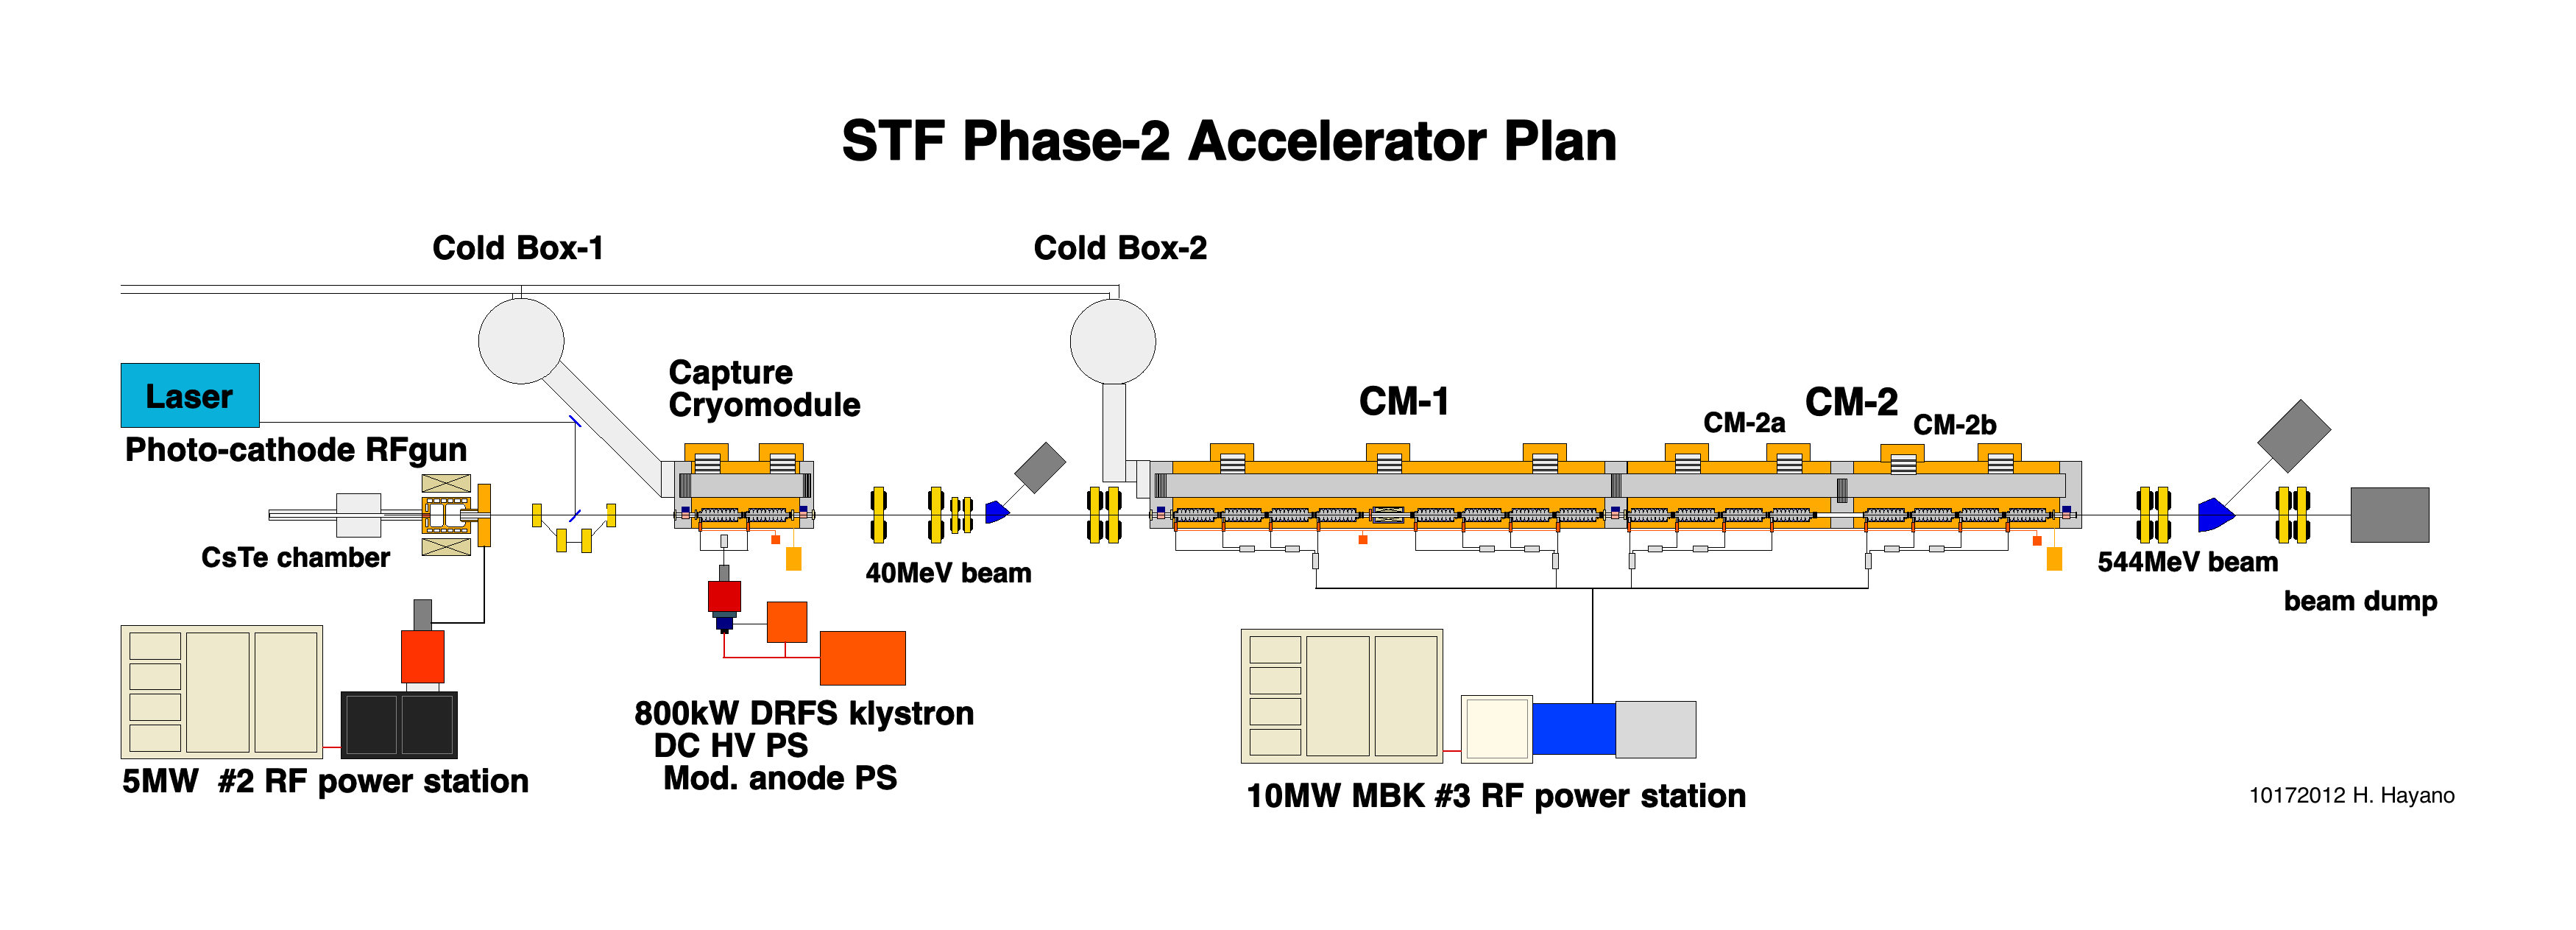 STF Phase-2 Accelerator Plan
Cold Box-1
Cold Box-2
Laser
Photo-cathode RFgun
Capture
Cryomodule
CM-1
CM-2
CM-2a
CM-2b
CsTe chamber
40MeV beam
544MeV beam
beam dump
5MW  #2 RF power station
800kW DRFS klystron
DC HV PS
Mod. anode PS
10MW MBK #3 RF power station
10172012 H. Hayano